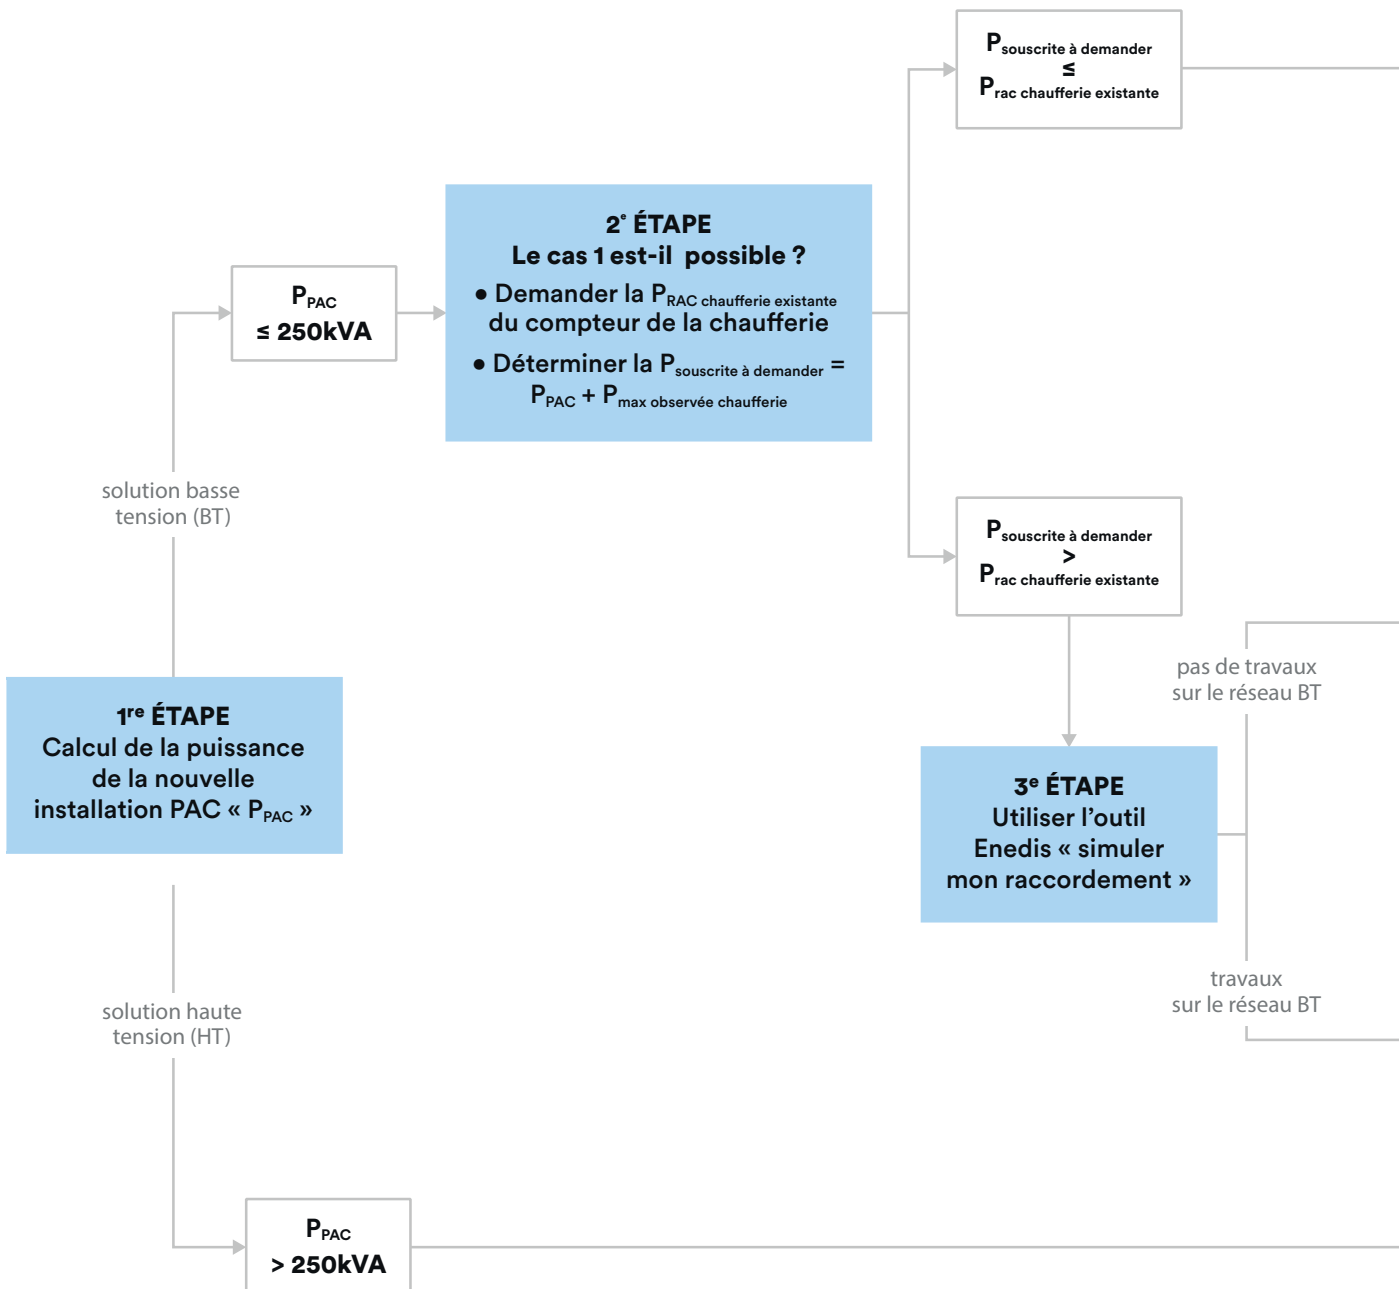 P souscrite à demander
≤
P rac chaufferie existante
2e ÉTAPE
Le cas 1 est-il possible ?
● Demander la P RAC chaufferie existante
du compteur de la chaufferie
● Déterminer la P souscrite à demander =
P PAC + P max observée chaufferie
P PAC
≤ 250kVA
solution basse
tension (BT)
P souscrite à demander
>
P rac chaufferie existante
pas de travaux
sur le réseau BT
1re ÉTAPE
Calcul de la puissance
de la nouvelle
installation PAC « P PAC »
3e ÉTAPE
Utiliser l’outil
Enedis « simuler
mon raccordement »
travaux
sur le réseau BT
solution haute
tension (HT)
P PAC
> 250kVA